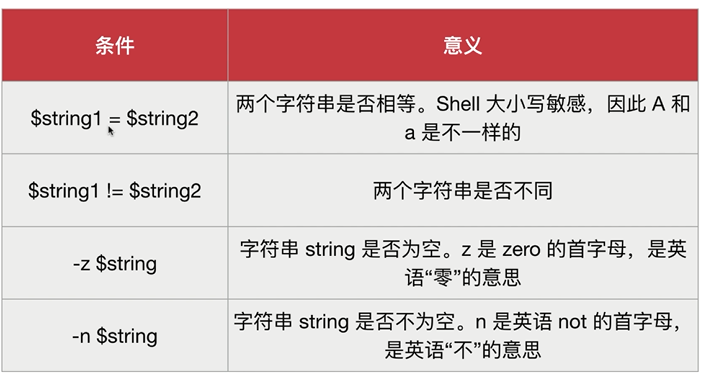 条件
意义
$string1 = $string2
两个字符串是否相等。Shell 大小写敏感，因此 A 和
a 是不一样的
$string1 != $string2
两个字符串是否不同
-z $string
字符串 string 是否为空。z 是 zero 的首字母，是英
语“零”的意思
-n $string
字符串 string 是否不为空。n 是英语 not 的首字母，
是英语“不”的意思